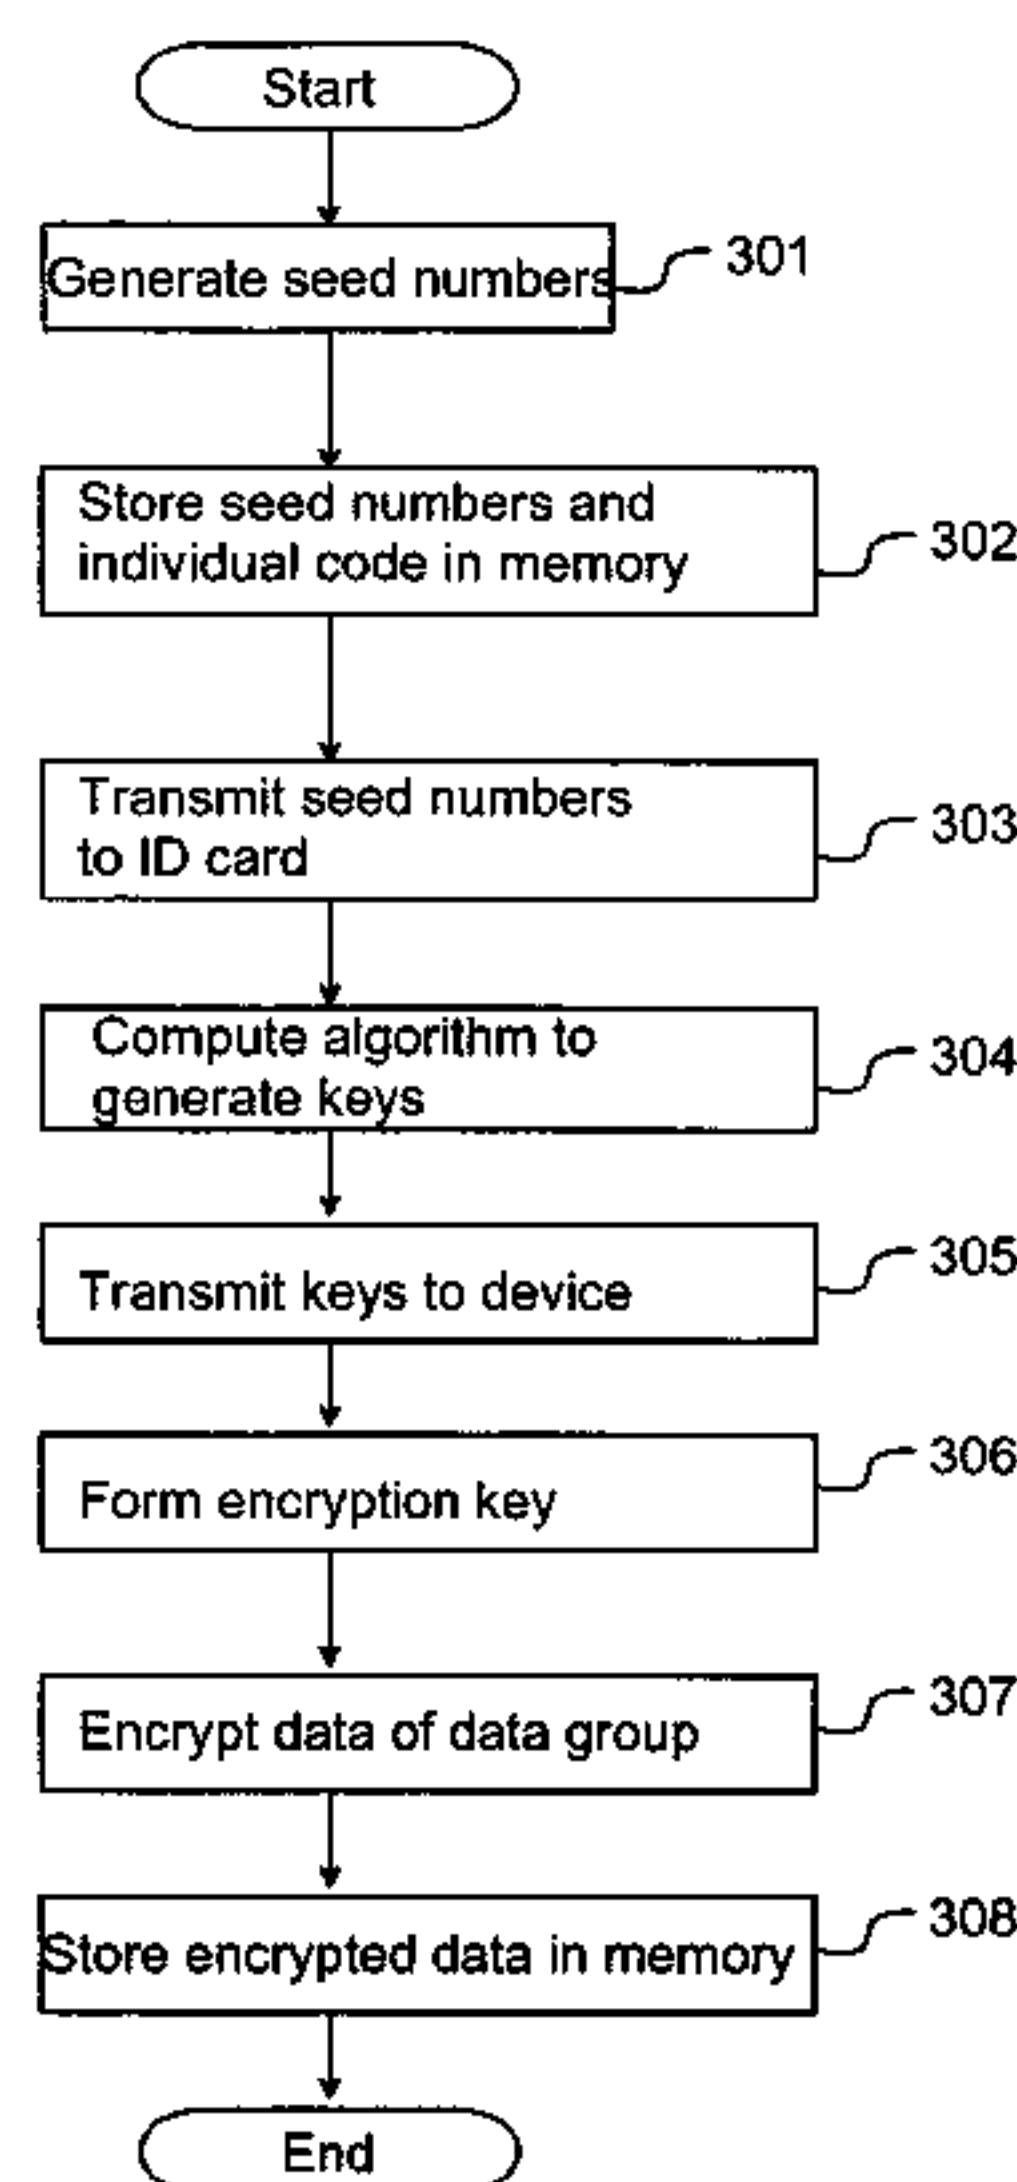 Start
Generate seed numbers
301
Store seed numbers and
individual code in memory
302
Transmit seed numbers
to ID card
303
Compute algorithm to
generate keys
304
Transmit keys to device
305
Form encryption key
306
Encrypt data of data group
307
Store encrypted data in memory
308
End